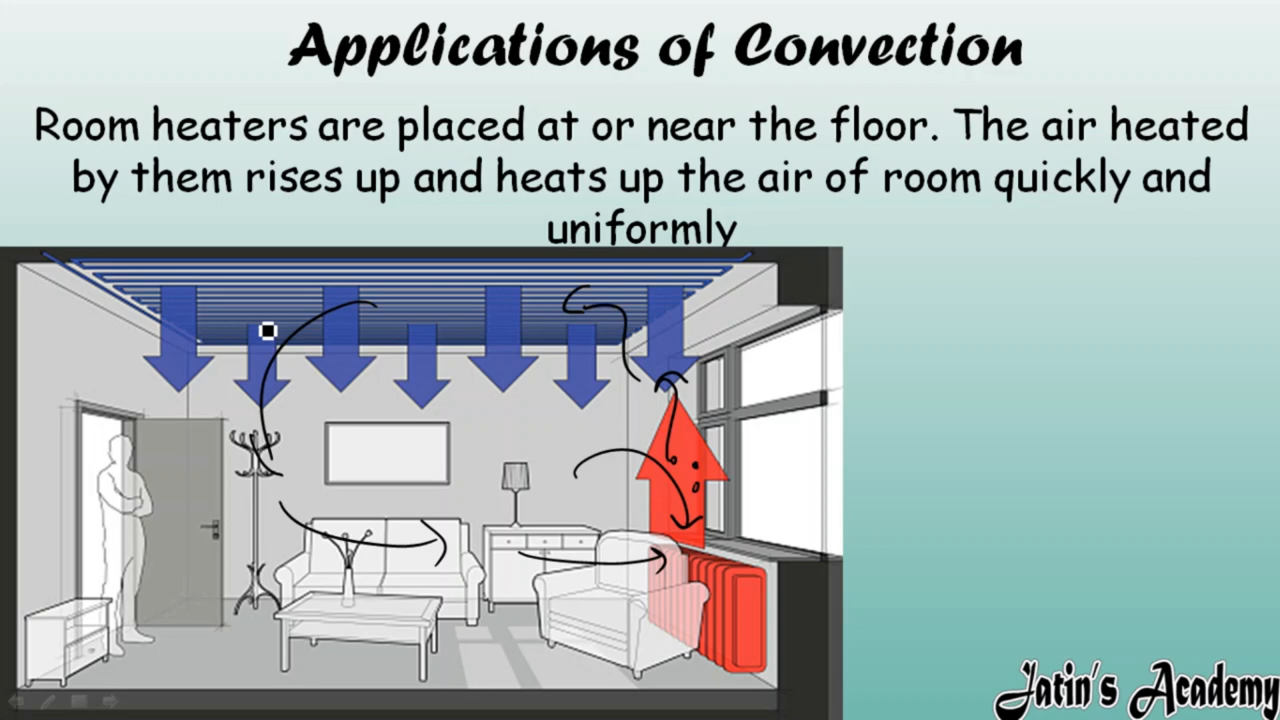 Applications of Convection
Room heaters are placed at or near the floor. The air heated
by them rises up and heats up the air of room quickly and
uniformly
Jatin's Academy